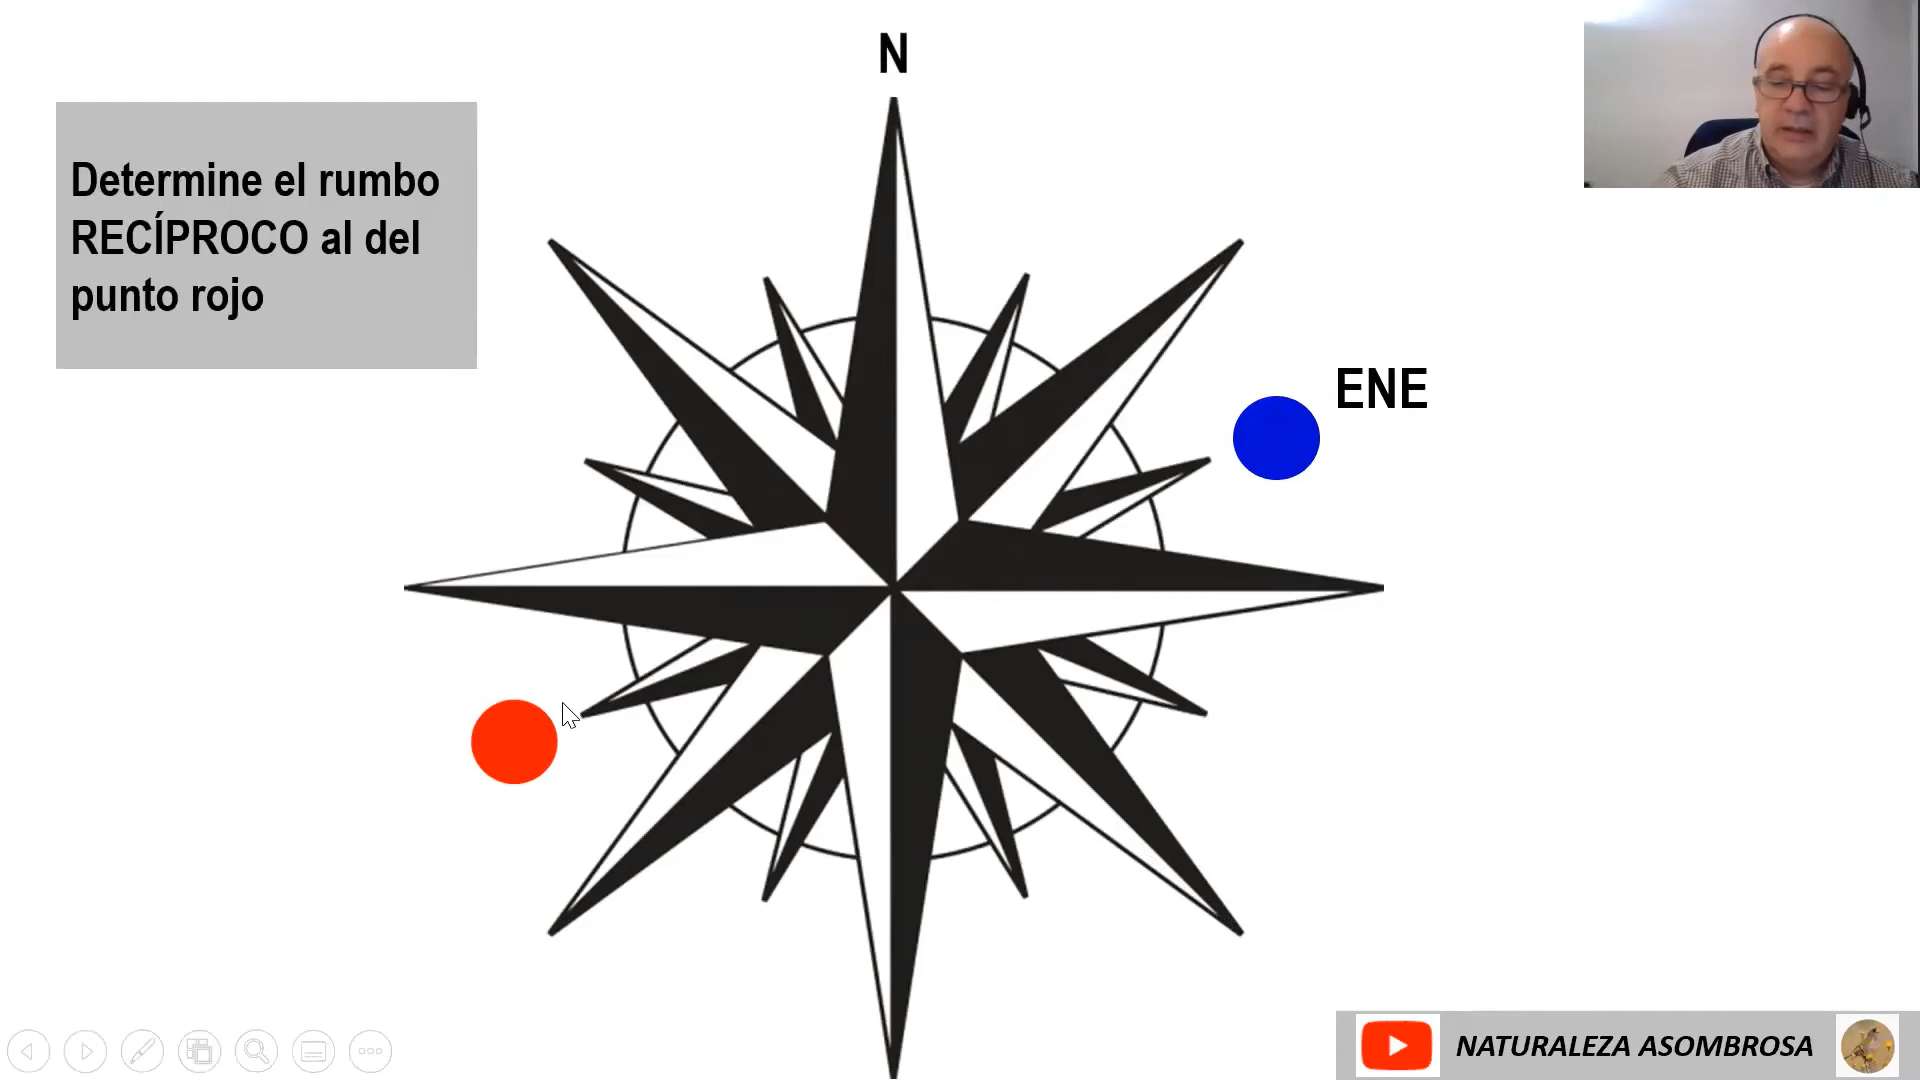 N
Determine el rumbo
RECÍPROCO al del
punto rojo
ENE
NATURALEZA ASOMBROSA